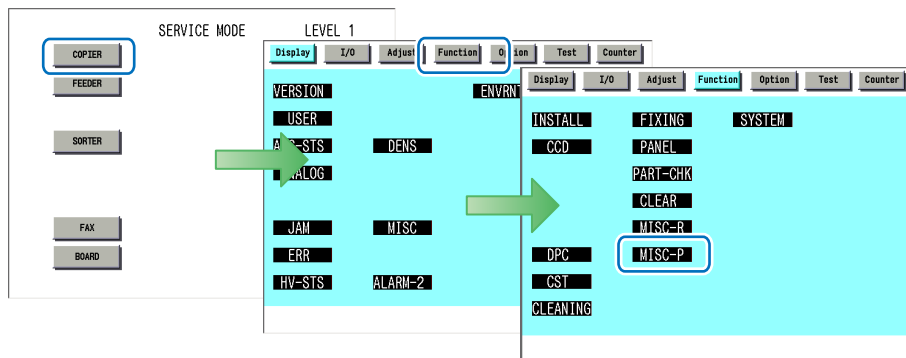 SERVICE MODE LEVEL 1
COPIER
FEEDER
SORTER
FAX
BOARD
Display I/O Adjust Function Option Test Counter
VERSION
USER
DENS
JAM MISC
ERR
HV-STS ALARM-2
Display I/O Adjust Function Option Test Counter
INSTALL FIXING SYSTEM
CCD PANEL
PART-CHK
CLEAR
MISC-R
DPC MISC-P
CST
CLEANING